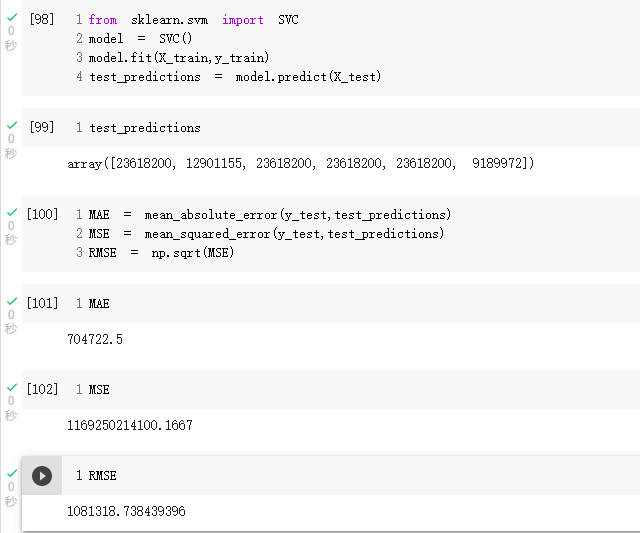 [98] 1 from sklearn.svm import SVC
0 2 model = SVC()
秒 3 model.fit(X_train,y_train)
4 test_predictions = model.predict(X_test)
[99] 1 test_predictions
0
秒 array([23618200, 12901155, 23618200, 23618200, 23618200, 9189972])
[100] 1 MAE = mean_absolute_error(y_test,test_predictions)
0 2 MSE = mean_squared_error(y_test,test_predictions)
秒 3 RMSE = np.sqrt(MSE)
[101] 1 MAE
0
秒 704722.5
[102] 1 MSE
0
秒 1169250214100.1667
1 RMSE
0
秒 1081318.738439396